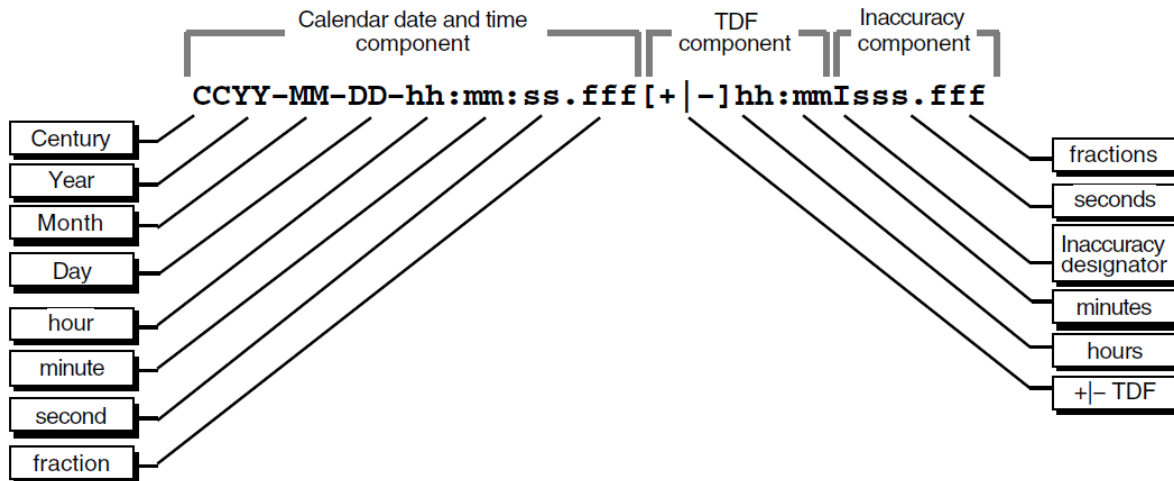 Calendar date and time
component
TDF
component
Inaccuracy
component
CCYY-MM-DD-hh:mm:ss.fff[+|-]hh:mmIsss.fff
Century
Year
Month
Day
hour
minute
second
fraction
fractions
seconds
Inaccuracy
designator
minutes
hours
+|– TDF